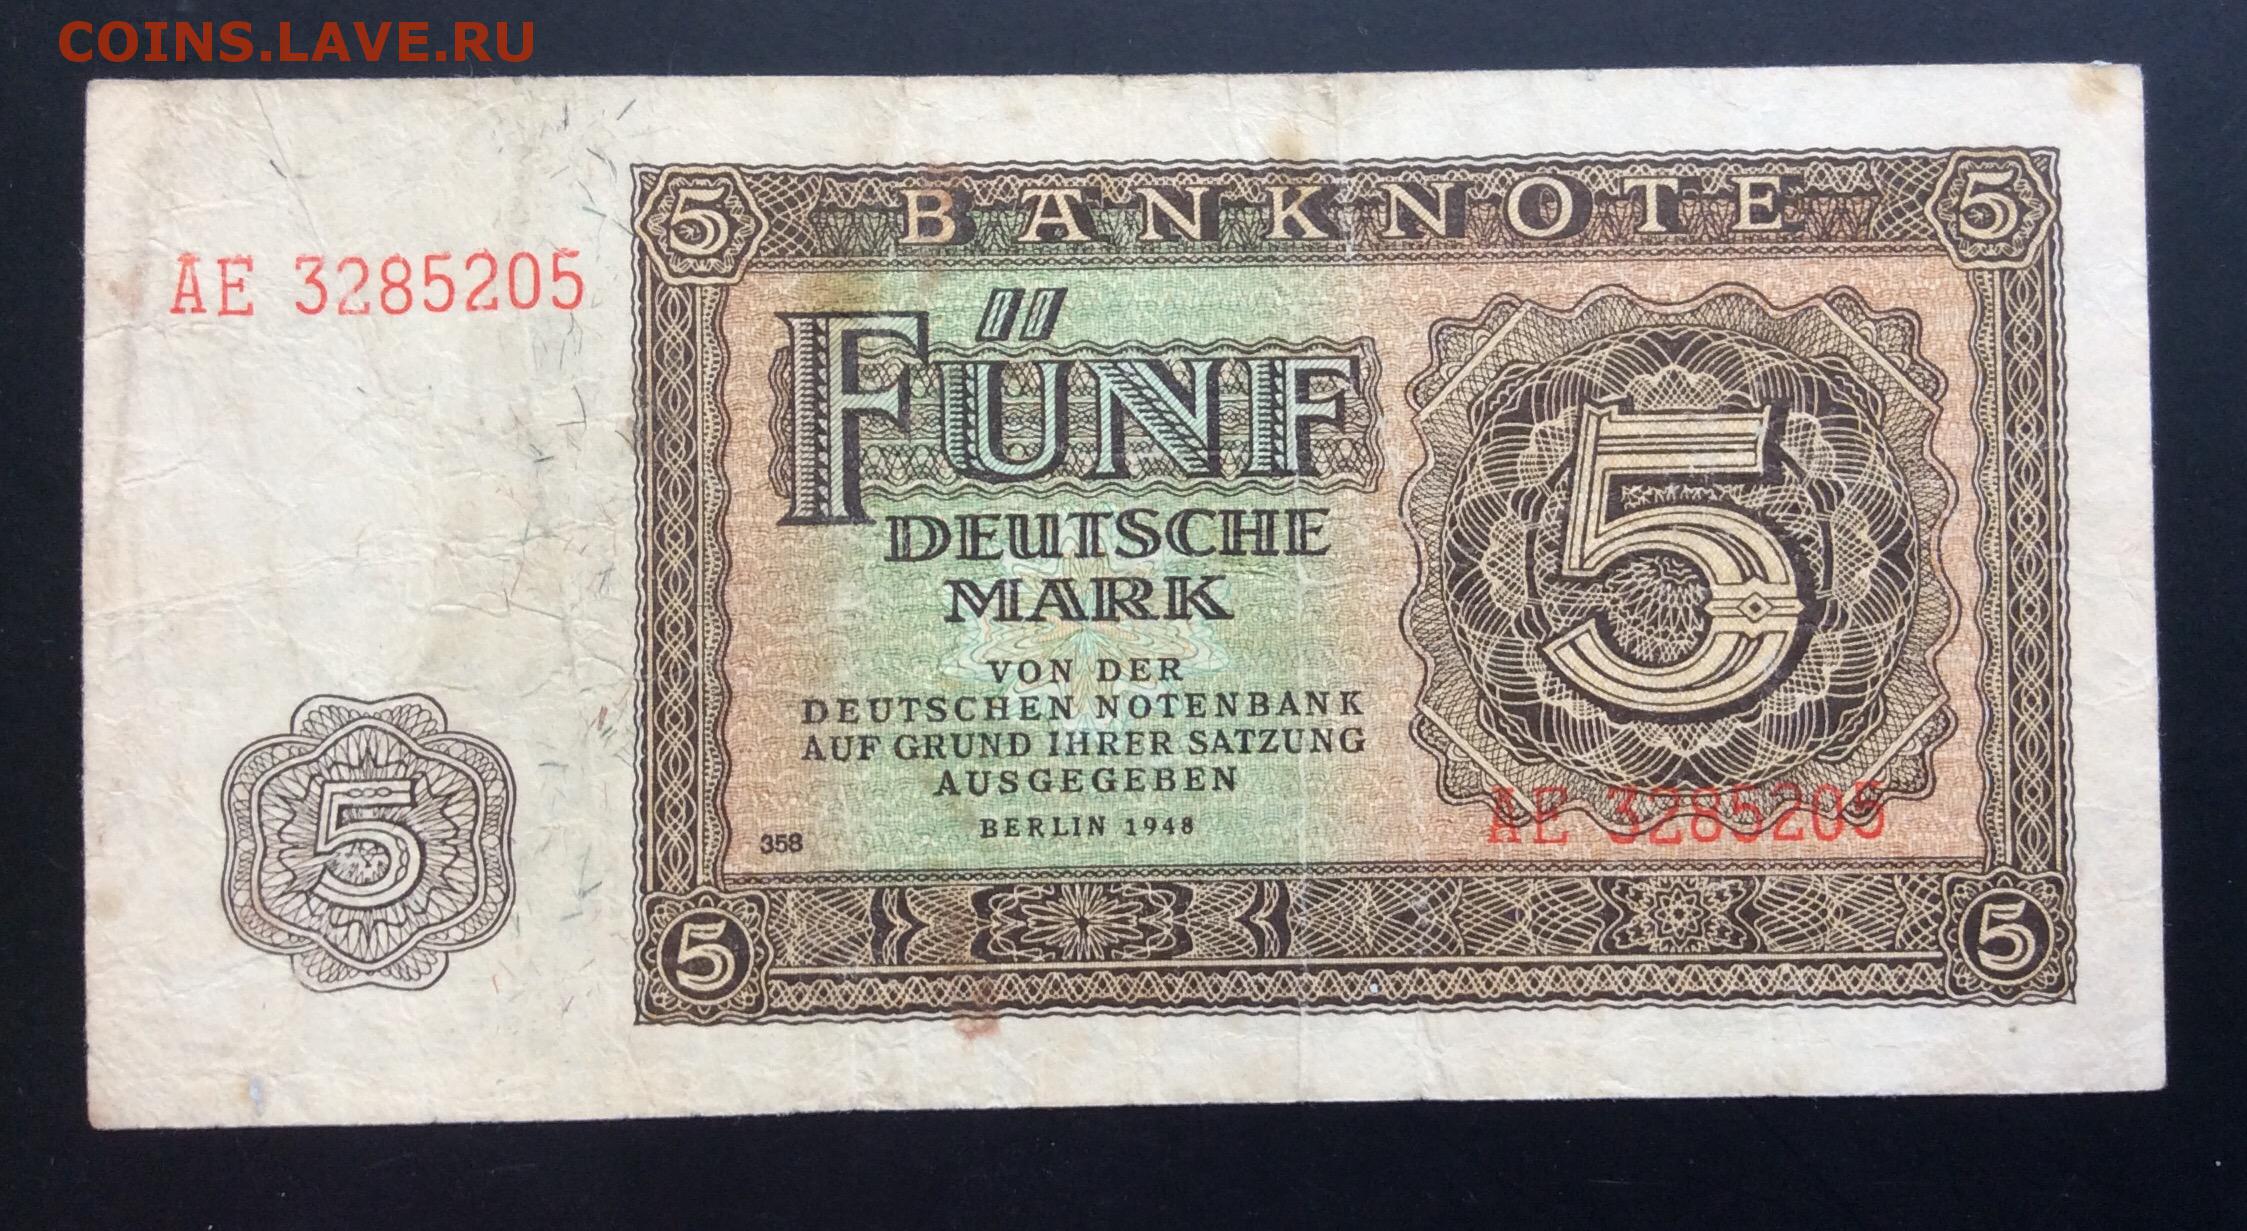 COINS.LAVE.RU
5 BANKNOTE 5
AE 3285205
FÜNF
DEUTSCHE
MARK
5
VON DER
DEUTSCHEN NOTENBANK
AUF GRUND IHRER SATZUNG
AUSGEGEBEN
BERLIN 1948
358
AE 3285205
5
5
5